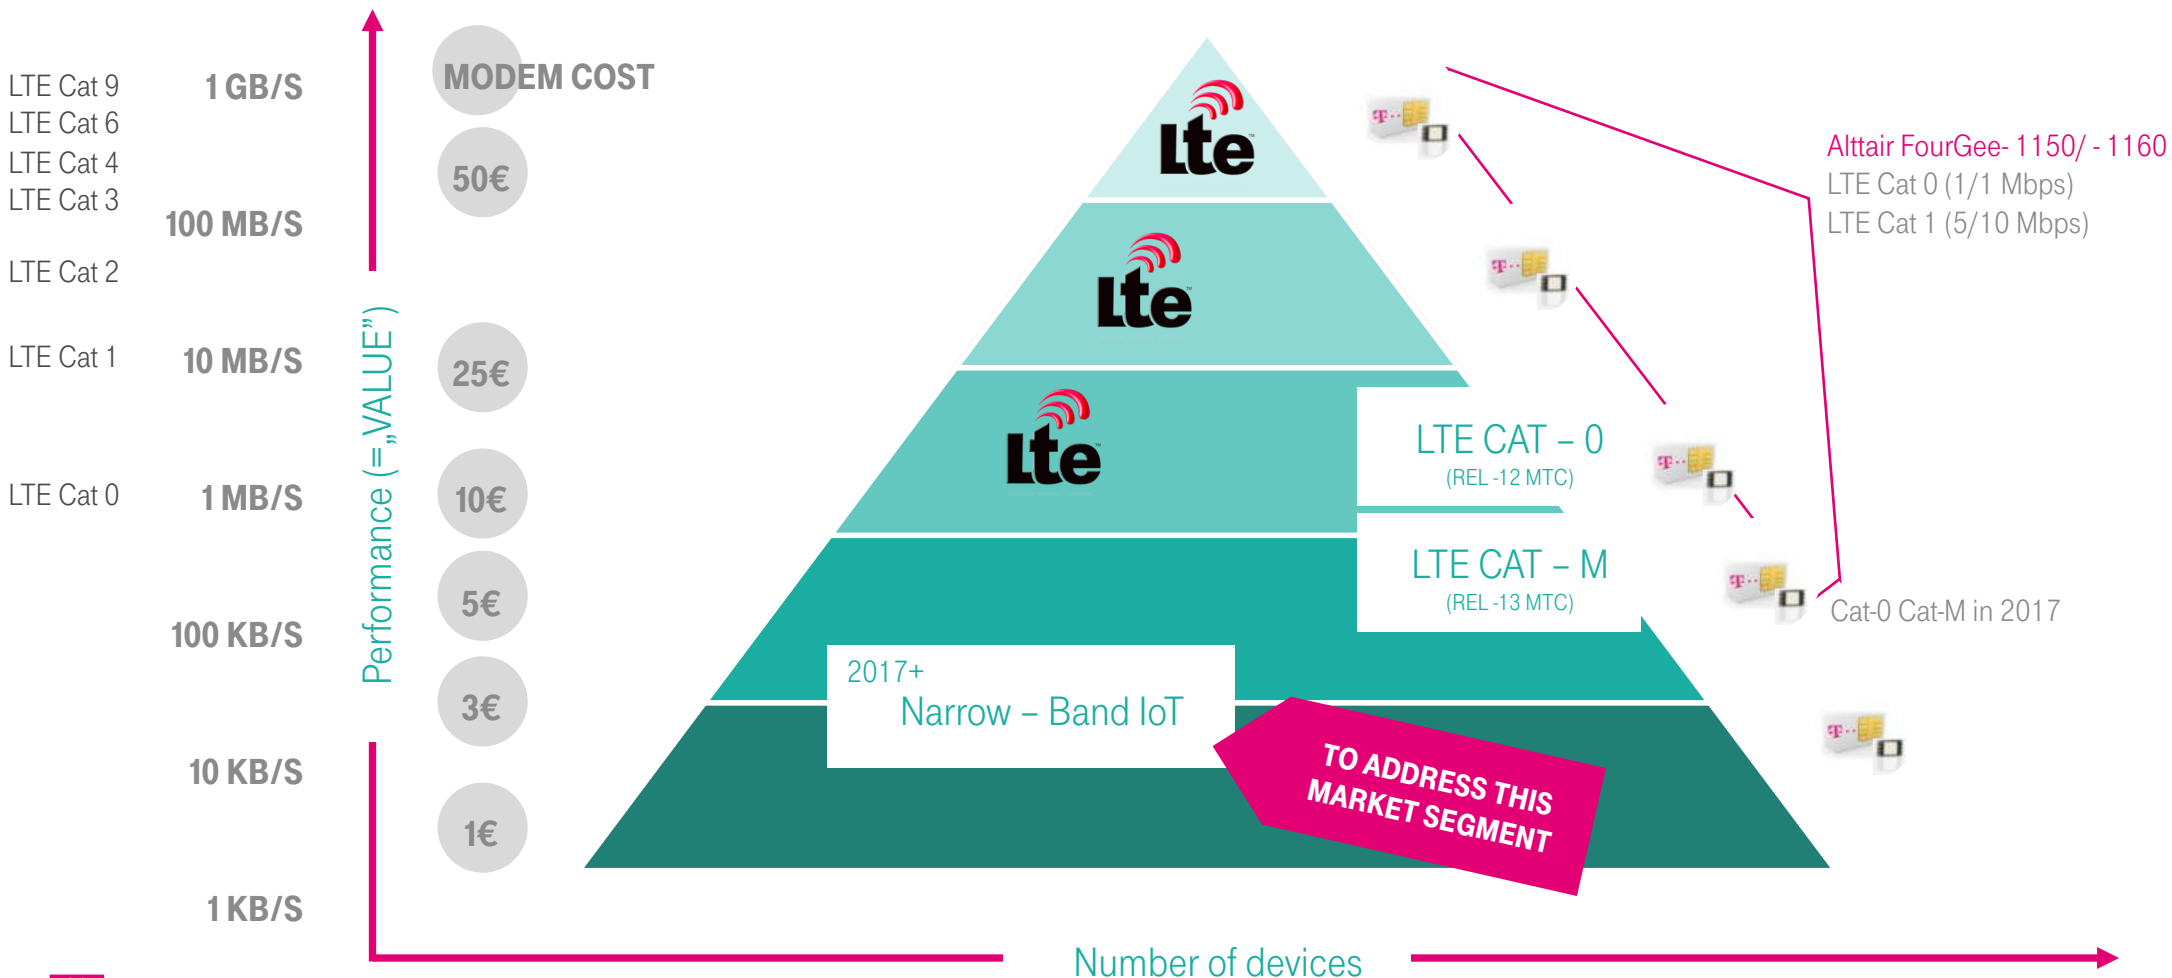 LTE Cat 9
LTE Cat 6
LTE Cat 4
LTE Cat 3
LTE Cat 2
LTE Cat 1
LTE Cat 0
1 GB/S
100 MB/S
10 MB/S
1 MB/S
100 KB/S
10 KB/S
1 KB/S
Performance (=„VALUE”)
MODEM COST
50€
25€
10€
5€
3€
1€
Lte
Lte
Lte
LTE CAT – 0
(REL -12 MTC)
LTE CAT – M
(REL -13 MTC)
2017+
Narrow – Band IoT
TO ADDRESS THIS
MARKET SEGMENT
Alttair FourGee- 1150/ - 1160
LTE Cat 0 (1/1 Mbps)
LTE Cat 1 (5/10 Mbps)
Cat-0 Cat-M in 2017
Number of devices